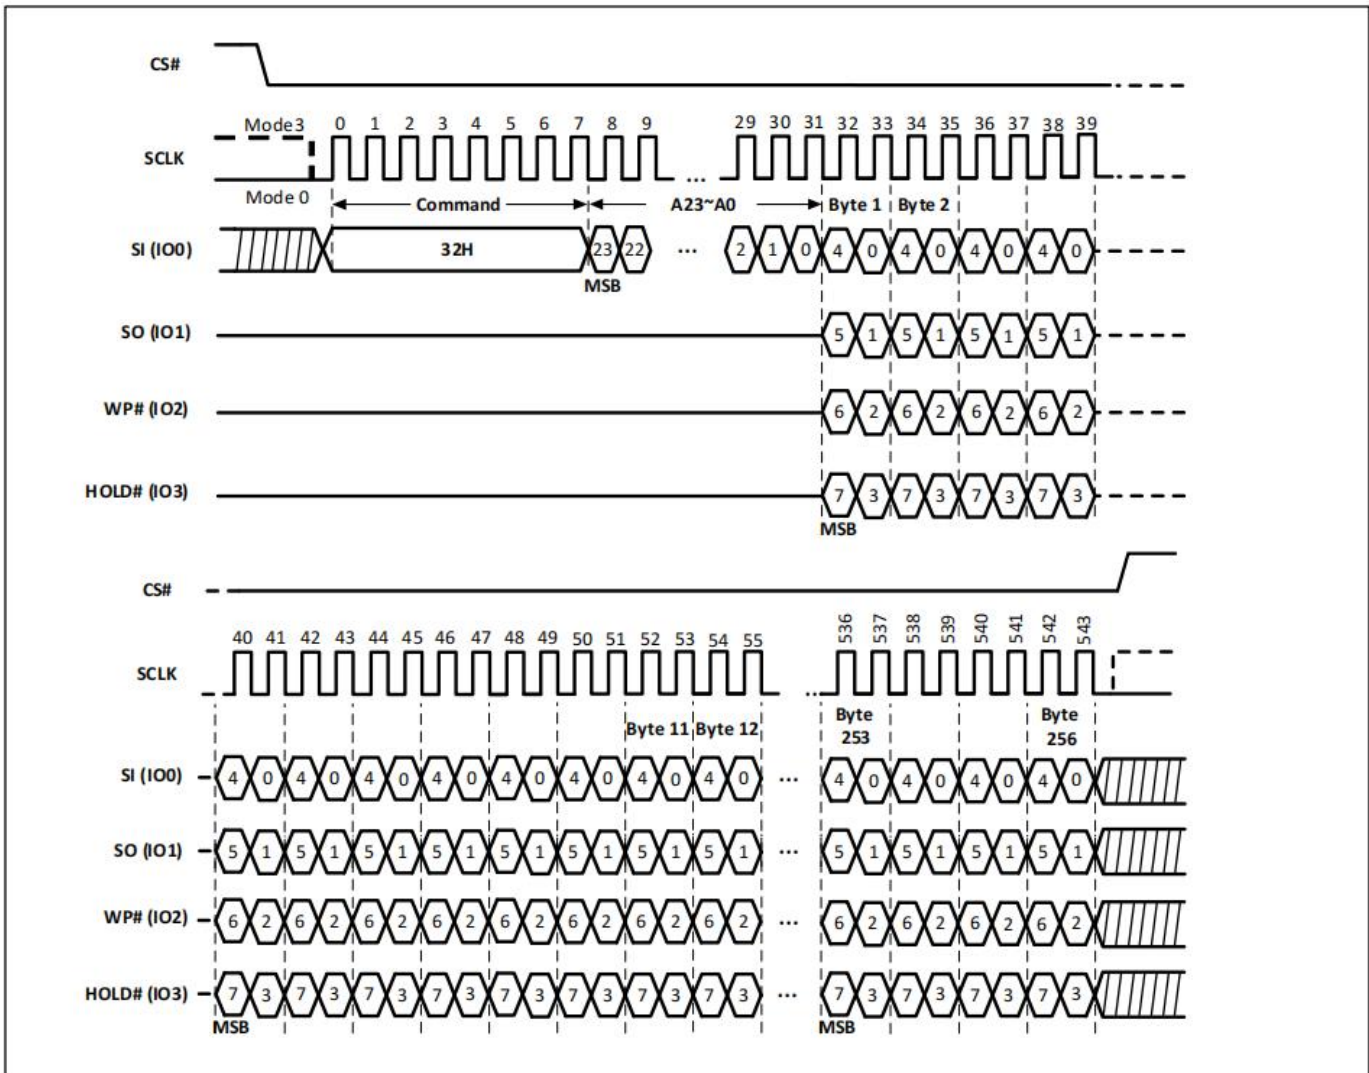 CS#
Mode3 0 1 2 3 4 5 6 7 8 9 29 30 31 32 33 34 35 36 37 38 39
SCLK ...
Mode 0 Command A23~A0 Byte 1 Byte 2
SI (IO0) 32H 23 22 ... 2 1 0 4 0 4 0 4 0 4 0
MSB
SO (IO1) 5 1 5 1 5 1 5 1
WP# (IO2) 6 2 6 2 6 2 6 2
HOLD# (IO3) 7 3 7 3 7 3 7 3
MSB
CS#
40 41 42 43 44 45 46 47 48 49 50 51 52 53 54 55 536 537 538 539 540 541 542 543
SCLK ...
Byte 11 Byte 12 Byte 253 Byte 256
SI (IO0) 4 0 4 0 4 0 4 0 4 0 4 0 4 0 4 0 ... 4 0 4 0 4 0 4 0
SO (IO1) 5 1 5 1 5 1 5 1 5 1 5 1 5 1 5 1 ... 5 1 5 1 5 1 5 1
WP# (IO2) 6 2 6 2 6 2 6 2 6 2 6 2 6 2 6 2 ... 6 2 6 2 6 2 6 2
HOLD# (IO3) 7 3 7 3 7 3 7 3 7 3 7 3 7 3 7 3 ... 7 3 7 3 7 3 7 3
MSB MSB